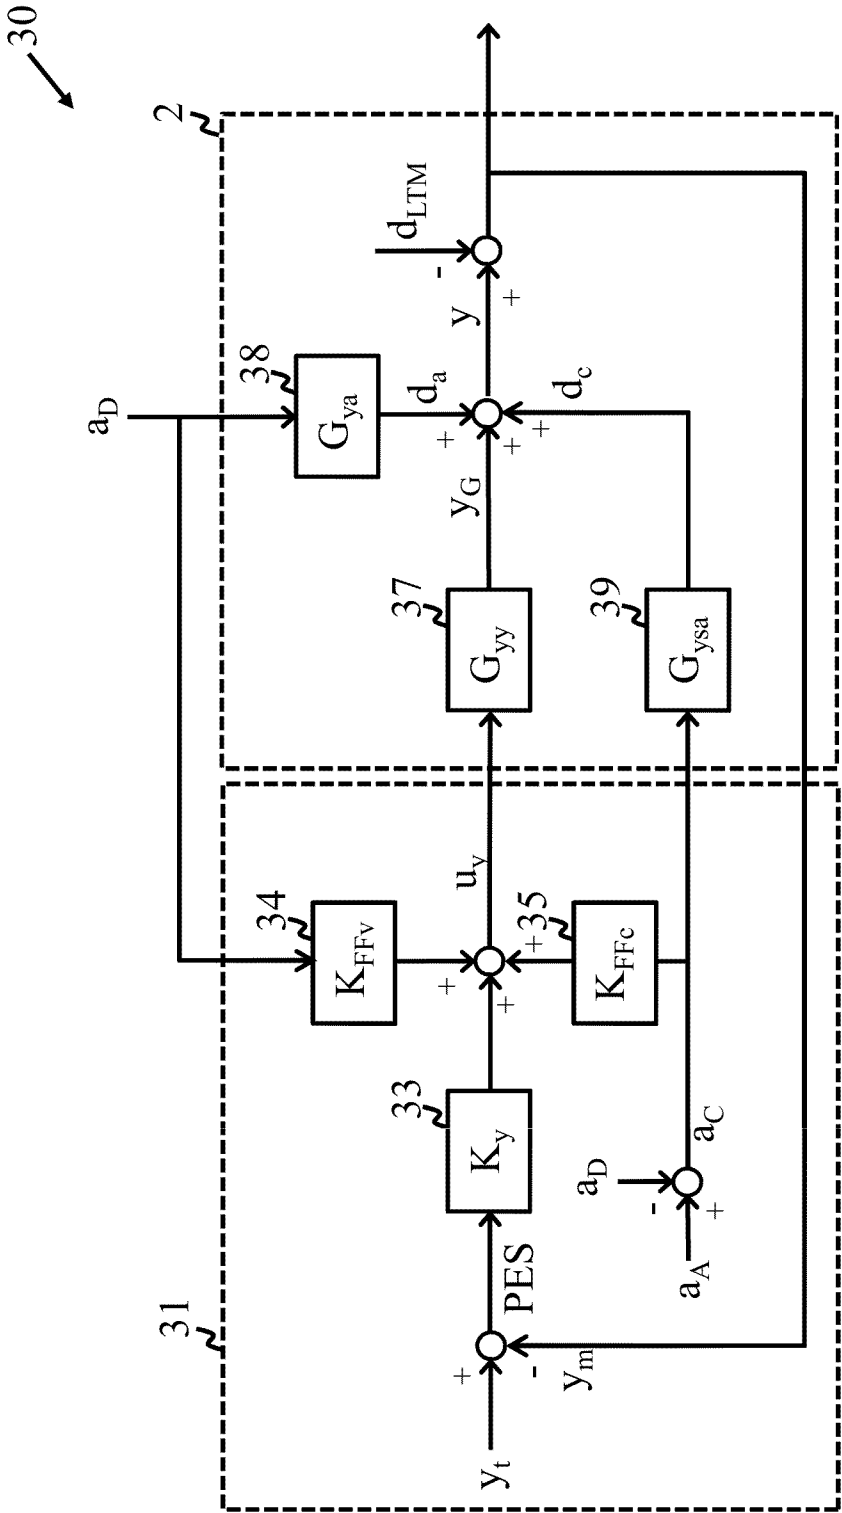 30
31
2
a_D
34
K_FFv
38
G_ya
d_a
d_LTM
-
+
+
y_t
+
-
PES
33
K_y
+
u_y
37
G_yy
y_G
+
y
+
y_m
a_D
-
a_A
+
a_C
K_FFc
35
+
39
G_ysa
d_c
+